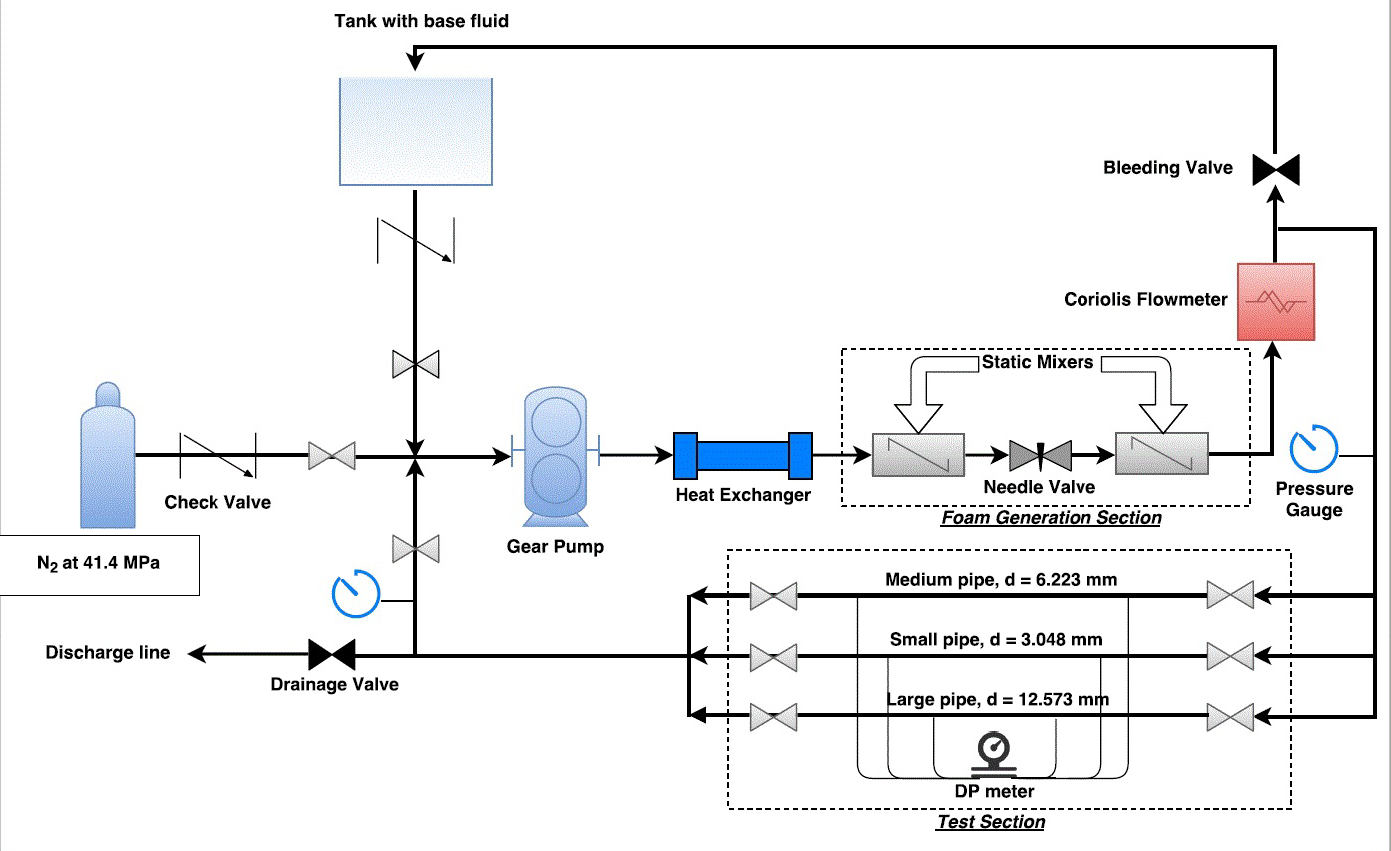 Tank with base fluid
Bleeding Valve
Coriolis Flowmeter
Static Mixers
Needle Valve
Foam Generation Section
Check Valve
Heat Exchanger
Pressure
Gauge
Gear Pump
N₂ at 41.4 MPa
Medium pipe, d = 6.223 mm
Small pipe, d = 3.048 mm
Discharge line
Drainage Valve
Large pipe, d = 12.573 mm
DP meter
Test Section